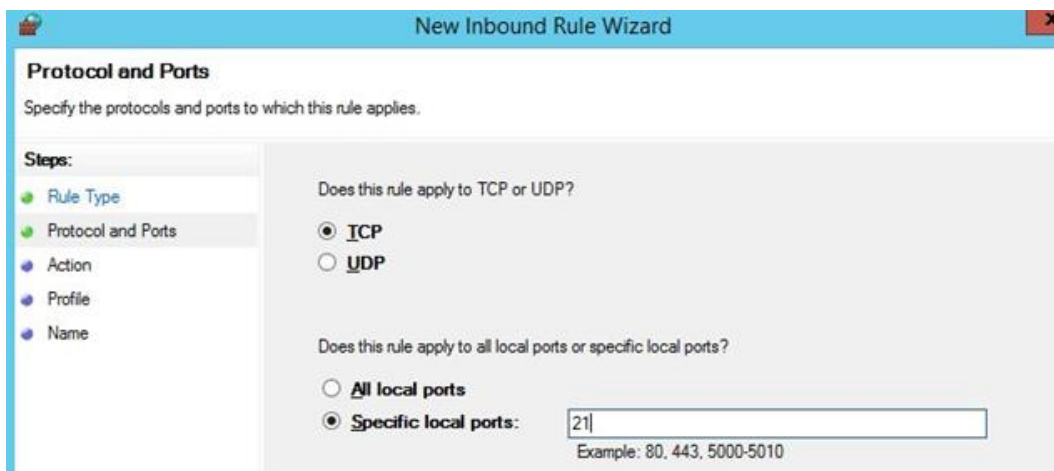 New Inbound Rule Wizard
x
Protocol and Ports
Specify the protocols and ports to which this rule applies.
Steps:
Rule Type
Protocol and Ports
Action
Profile
Name
Does this rule apply to TCP or UDP?
TCP
UDP
Does this rule apply to all local ports or specific local ports?
All local ports
Specific local ports:
21
Example: 80, 443, 5000-5010